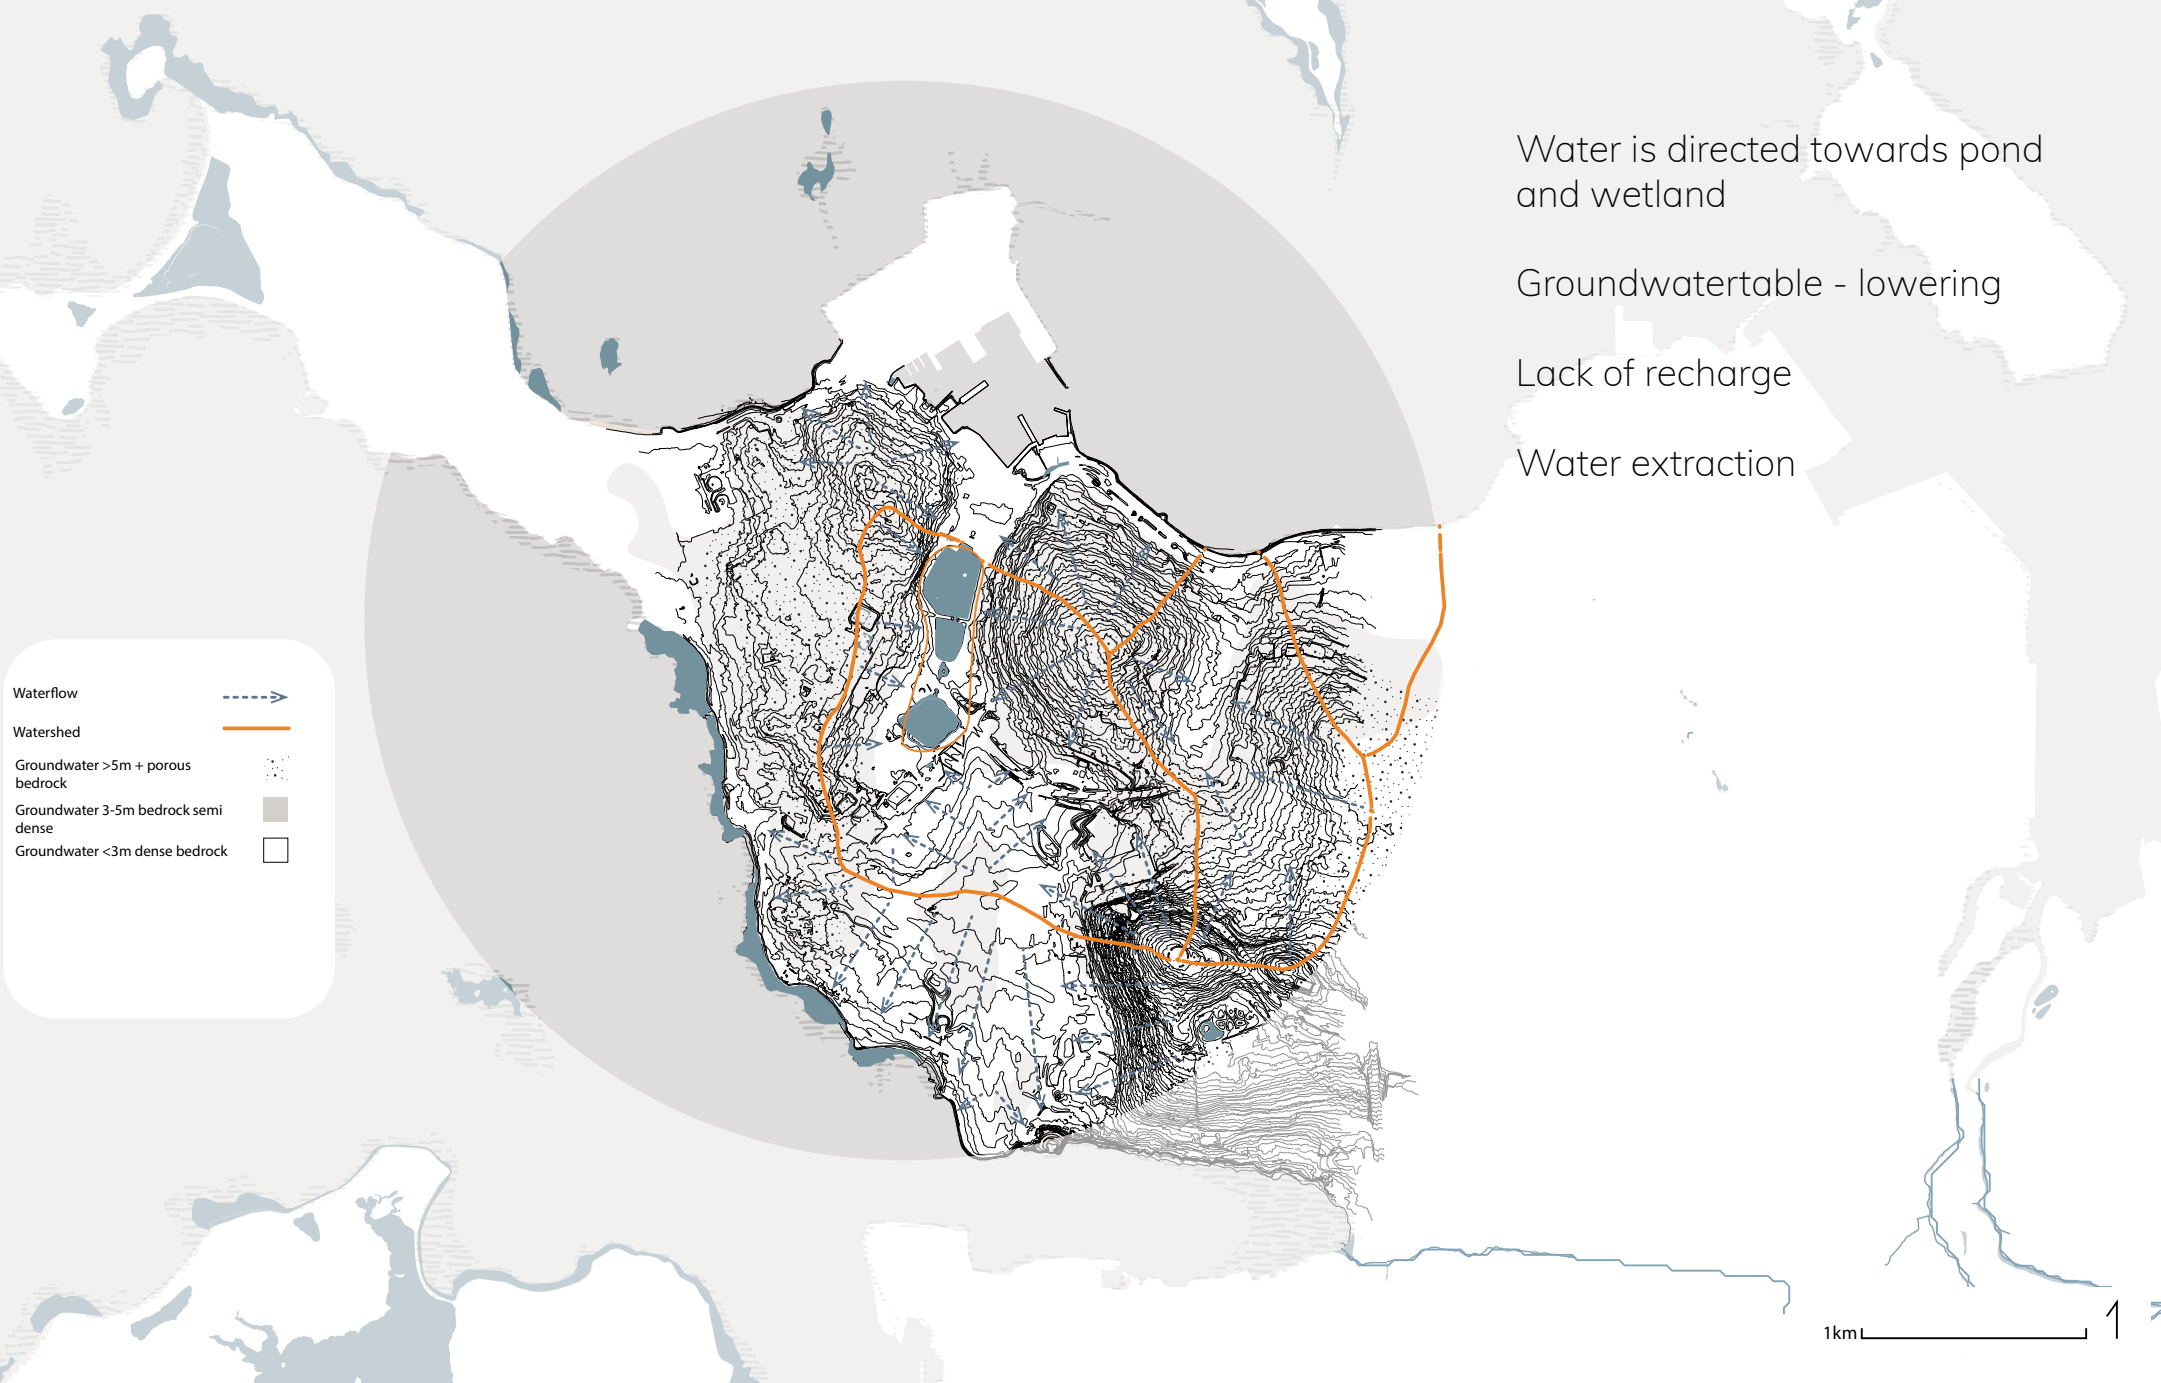 Water is directed towards pond
and wetland
Groundwatertable - lowering
Lack of recharge
Water extraction
Waterflow
Watershed
Groundwater >5m + porous
bedrock
Groundwater 3-5m bedrock semi
dense
Groundwater <3m dense bedrock
1km